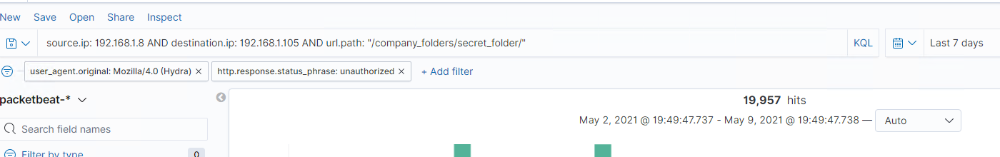 New Save Open Share Inspect
source.ip: 192.168.1.8 AND destination.ip: 192.168.1.105 AND url.path: "/company_folders/secret_folder/" KQL Last 7 days
user_agent.original: Mozilla/4.0 (Hydra) × http.response.status_phrase: unauthorized × + Add filter
packetbeat-*
19,957 hits
May 2, 2021 @ 19:49:47.737 - May 9, 2021 @ 19:49:47.738 — Auto
Search field names
Filter by type 0